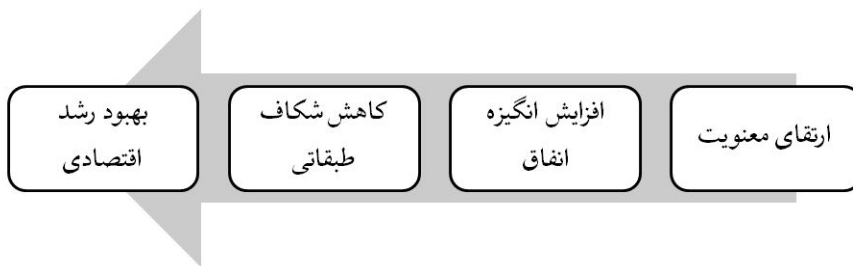 ارتقای معنویت
افزایش انگیزه
انفاق
کاهش شکاف
طبقاتی
بهبود رشد
اقتصادی